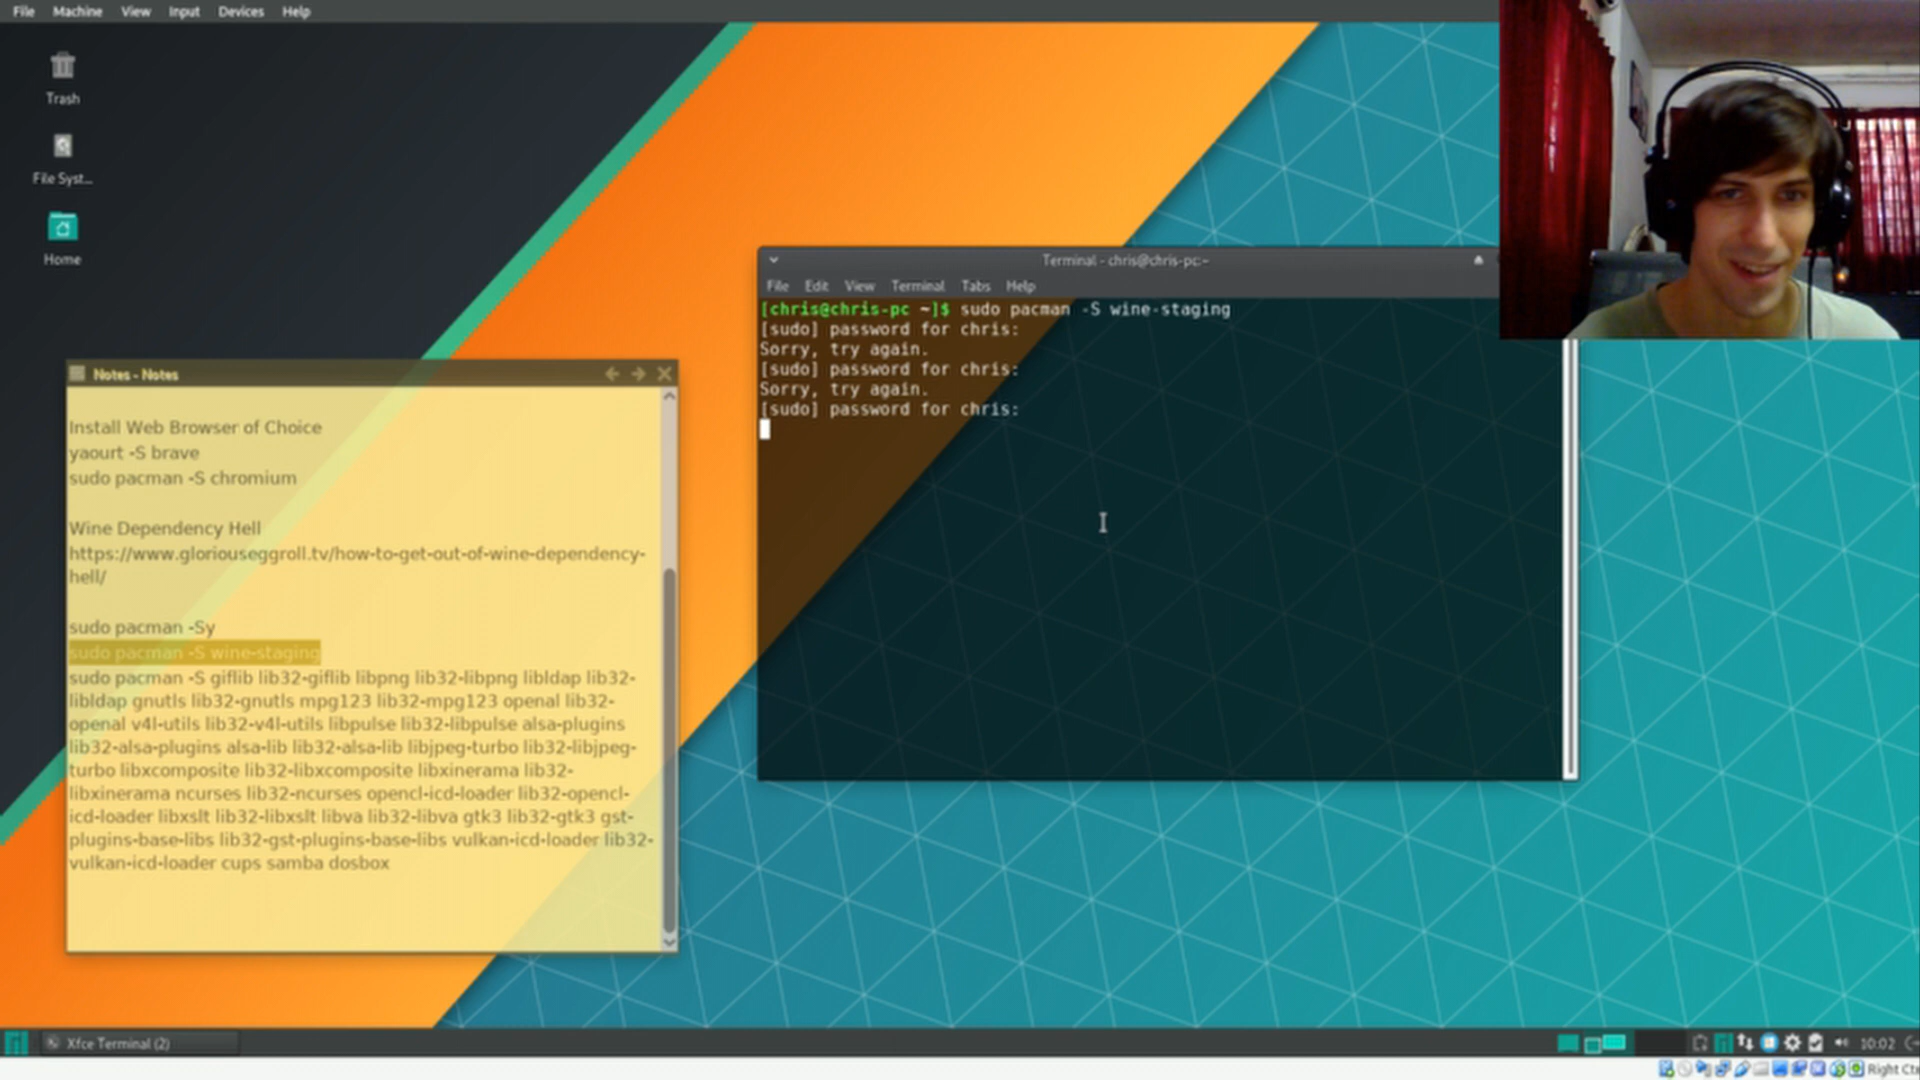 File Machine View Input Devices Help
Trash
File Syst...
Home
Terminal - chris@chris-pc:~
File Edit View Terminal Tabs Help
[chris@chris-pc ~]$ sudo pacman -S wine-staging
[sudo] password for chris:
Sorry, try again.
[sudo] password for chris:
Sorry, try again.
[sudo] password for chris:
Notes - Notes
Install Web Browser of Choice
yaourt -S brave
sudo pacman -S chromium
Wine Dependency Hell
https://www.gloriouseggroll.tv/how-to-get-out-of-wine-dependency-
hell/
sudo pacman -Sy
sudo pacman -S wine-staging
sudo pacman -S giflib lib32-giflib libpng lib32-libpng libldap lib32-
libldap gnutls lib32-gnutls mpg123 lib32-mpg123 openal lib32-
openal v4l-utils lib32-v4l-utils libpulse lib32-libpulse alsa-plugins
lib32-alsa-plugins alsa-lib lib32-alsa-lib libjpeg-turbo lib32-libjpeg-
turbo libxcomposite lib32-libxcomposite libxinerama lib32-
libxinerama ncurses lib32-ncurses opencl-icd-loader lib32-opencl-
icd-loader libxslt lib32-libxslt libva lib32-libva gtk3 lib32-gtk3 gst-
plugins-base-libs lib32-gst-plugins-base-libs vulkan-icd-loader lib32-
vulkan-icd-loader cups samba dosbox
Xfce Terminal (2)
10:02
Right Ctr